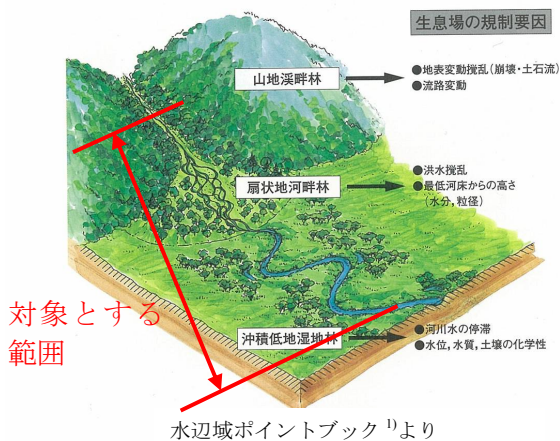 生息場の規制要因
山地渓畔林
●地表変動撹乱(崩壊・土石流)
●流路変動
扇状地河畔林
●洪水撹乱
●最低河床からの高さ
(水分,粒径)
対象とする
範囲
沖積低地湿地林
●河川水の停滞
●水位,水質,土壌の化学性
水辺域ポイントブック 1)より